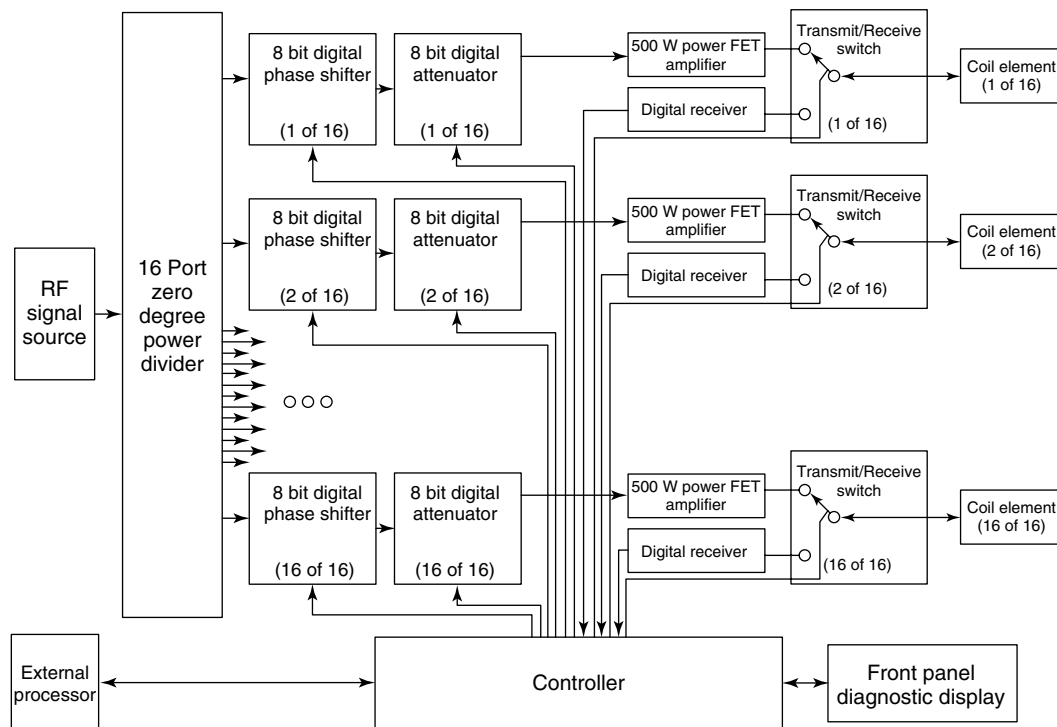 8 bit digital
phase shifter
(1 of 16)
8 bit digital
attenuator
(1 of 16)
500 W power FET
amplifier
Digital receiver
Transmit/Receive
switch
(1 of 16)
Coil element
(1 of 16)
8 bit digital
phase shifter
(2 of 16)
8 bit digital
attenuator
(2 of 16)
500 W power FET
amplifier
Digital receiver
Transmit/Receive
switch
(2 of 16)
Coil element
(2 of 16)
RF
signal
source
16 Port
zero
degree
power
divider
8 bit digital
phase shifter
(16 of 16)
8 bit digital
attenuator
(16 of 16)
500 W power FET
amplifier
Digital receiver
Transmit/Receive
switch
(16 of 16)
Coil element
(16 of 16)
External
processor
Controller
Front panel
diagnostic display